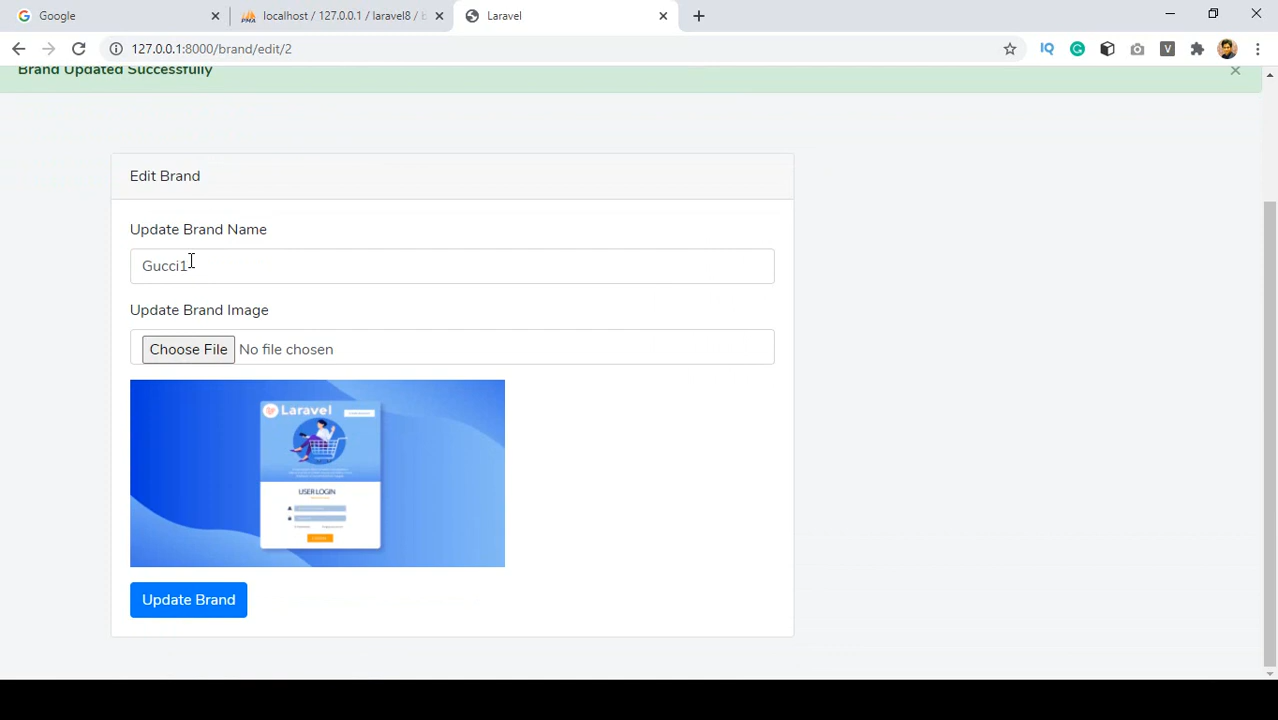 Google
localhost / 127.0.0.1 / laravel8 / b
Laravel
127.0.0.1:8000/brand/edit/2
IQ
V
Brand Updated Successfully
Edit Brand
Update Brand Name
Gucci1
Update Brand Image
Choose File No file chosen
Laravel
USER LOGIN
Update Brand